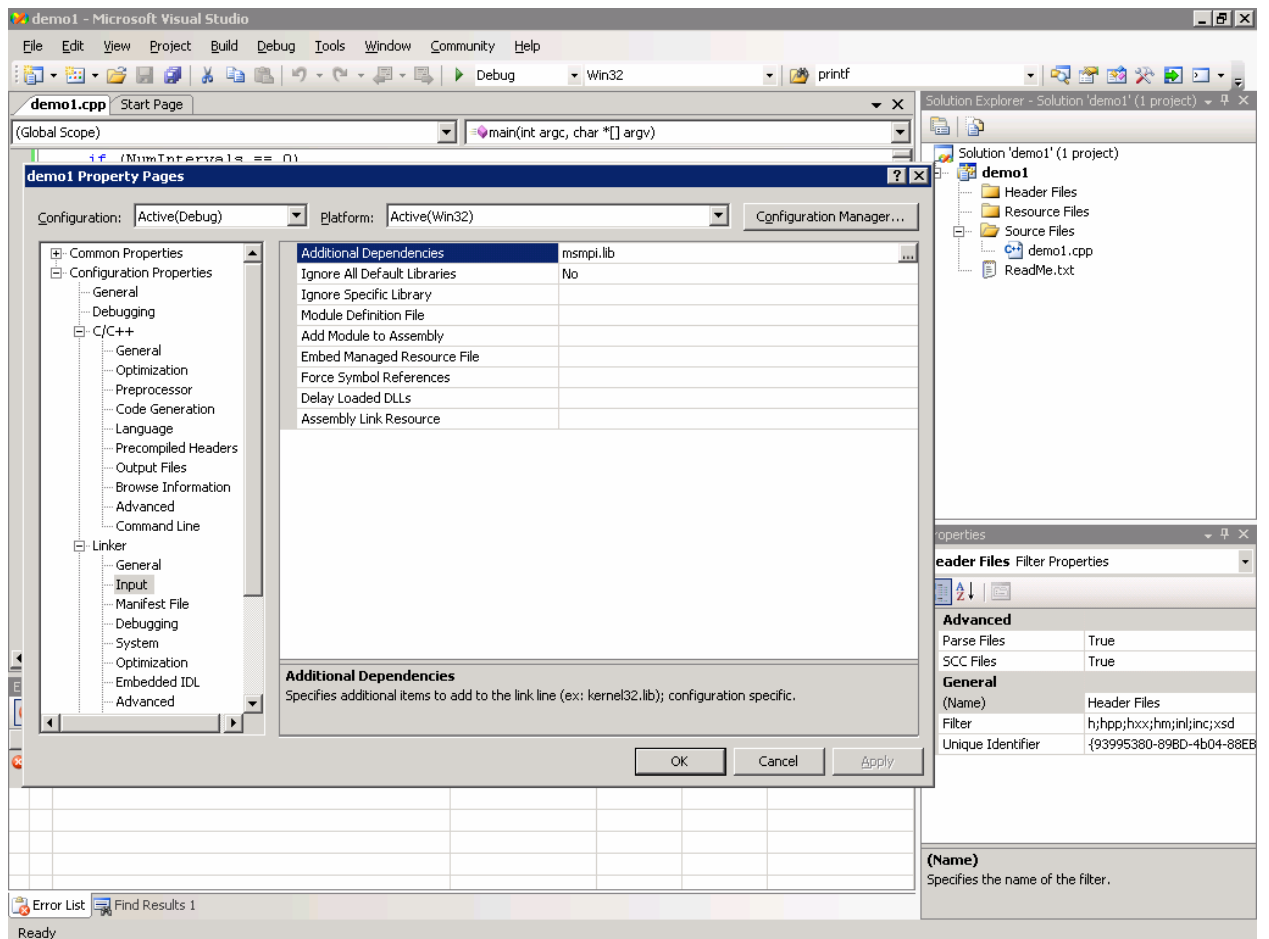 demo1 - Microsoft Visual Studio
File Edit View Project Build Debug Tools Window Community Help
Debug Win32 printf
demo1.cpp Start Page
(Global Scope) main(int argc, char *[] argv)
if (NumIntervals == 0)
demo1 Property Pages
Configuration: Active(Debug) Platform: Active(Win32) Configuration Manager...
Common Properties
Configuration Properties
General
Debugging
C/C++
General
Optimization
Preprocessor
Code Generation
Language
Precompiled Headers
Output Files
Browse Information
Advanced
Command Line
Linker
General
Input
Manifest File
Debugging
System
Optimization
Embedded IDL
Advanced
Additional Dependencies msmpi.lib ...
Ignore All Default Libraries No
Ignore Specific Library
Module Definition File
Add Module to Assembly
Embed Managed Resource File
Force Symbol References
Delay Loaded DLLs
Assembly Link Resource
Additional Dependencies
Specifies additional items to add to the link line (ex: kernel32.lib); configuration specific.
OK Cancel Apply
Solution Explorer - Solution 'demo1' (1 project)
Solution 'demo1' (1 project)
demo1
Header Files
Resource Files
Source Files
demo1.cpp
ReadMe.txt
roperties
eader Files Filter Properties
Advanced
Parse Files True
SCC Files True
General
(Name) Header Files
Filter h;hpp;hxx;hm;inl;inc;xsd
Unique Identifier {93995380-89BD-4b04-88EB
(Name)
Specifies the name of the filter.
Error List Find Results 1
Ready